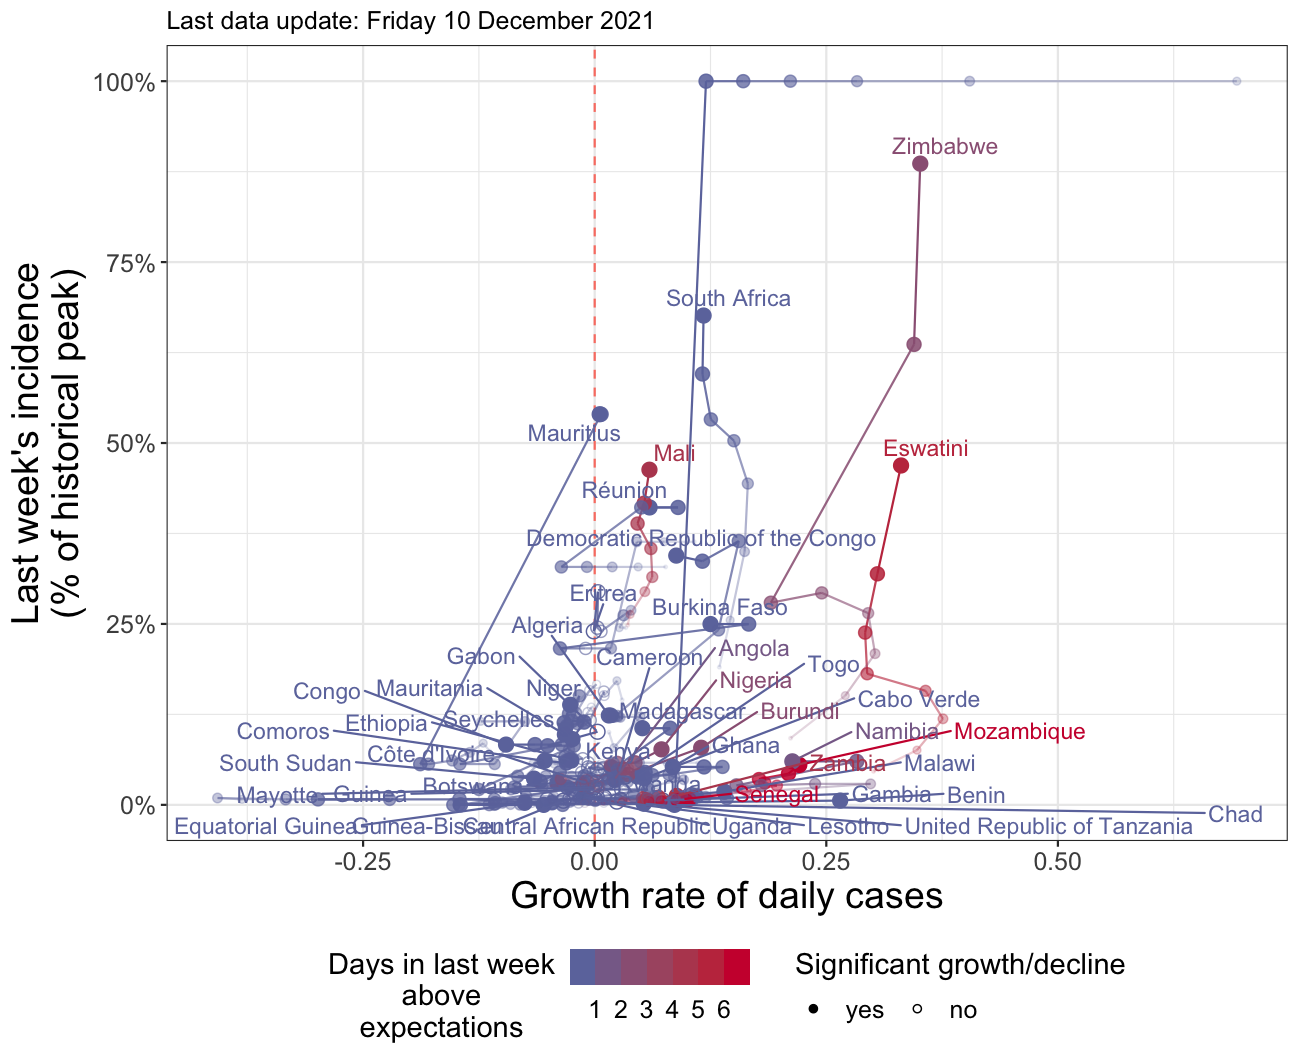 Last data update: Friday 10 December 2021
100%
75%
50%
25%
0%
Last week's incidence
(% of historical peak)
Zimbabwe
South Africa
Mauritius
Mali
Eswatini
Réunion
Democratic Republic of the Congo
Eritrea
Burkina Faso
Algeria
Angola
Gabon
Cameroon
Togo
Nigeria
Congo
Mauritania
Niger
Cabo Verde
Madagascar
Burundi
Comoros
Ethiopia
Seychelles
Namibia
Mozambique
Kenya
Ghana
South Sudan
Côte d'Ivoire
Zambia
Malawi
Botswana
Mayotte
Guinea
Senegal
Gambia
Benin
Chad
Equatorial Guinea
Guinea-Bissau
Central African Republic
Uganda
Lesotho
United Republic of Tanzania
-0.25
0.00
0.25
0.50
Growth rate of daily cases
Days in last week
above
expectations
1 2 3 4 5 6
Significant growth/decline
yes
no